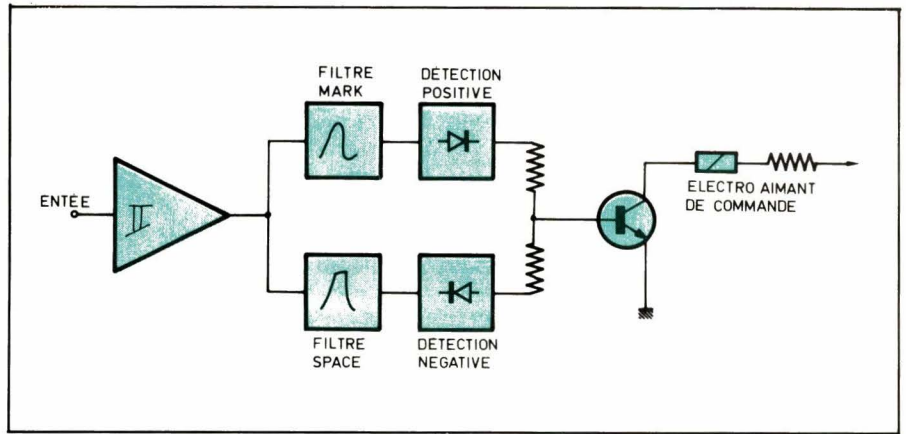 FILTRE
MARK
DÉTECTION
POSITIVE
ENTÉE
ELECTRO AIMANT
DE COMMANDE
FILTRE
SPACE
DÉTECTION
NEGATIVE